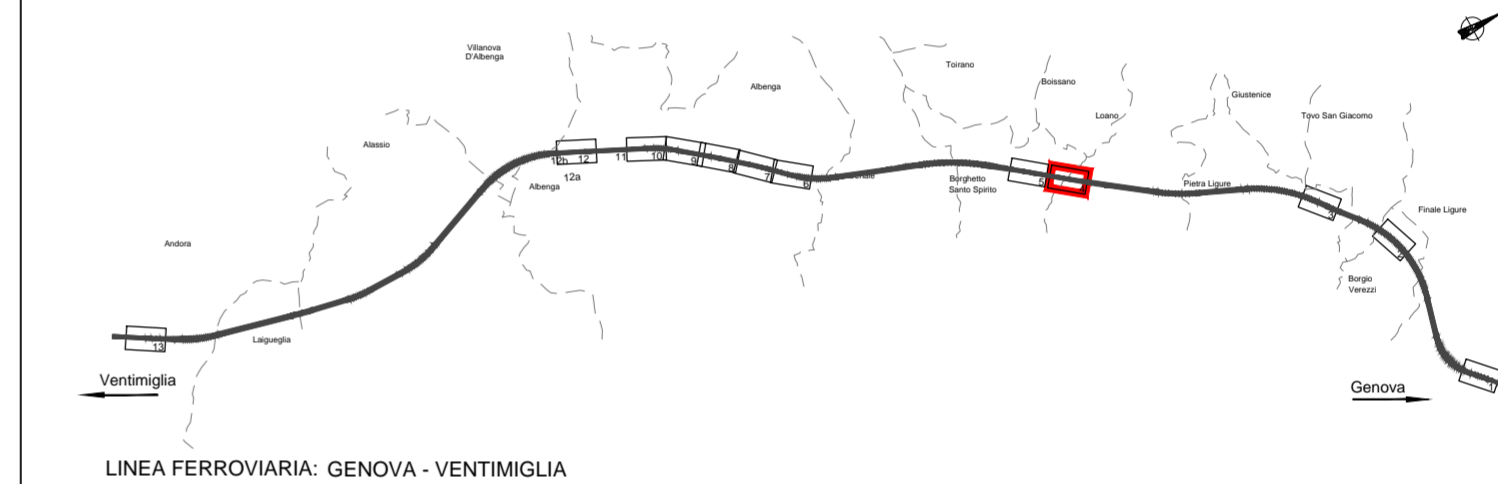 Villanova
D'Albenga
Toirano
Albenga
Boissano
Giustenice
Loano
Tovo San Giacomo
Alassio
12b
12
11
10
9
8
7
6
5
12a
Albenga
Borghetto
Santo Spirito
Pietra Ligure
3
Finale Ligure
Andora
Borgio
Verezzi
13
Laigueglia
Ventimiglia
Genova
1
LINEA FERROVIARIA: GENOVA - VENTIMIGLIA